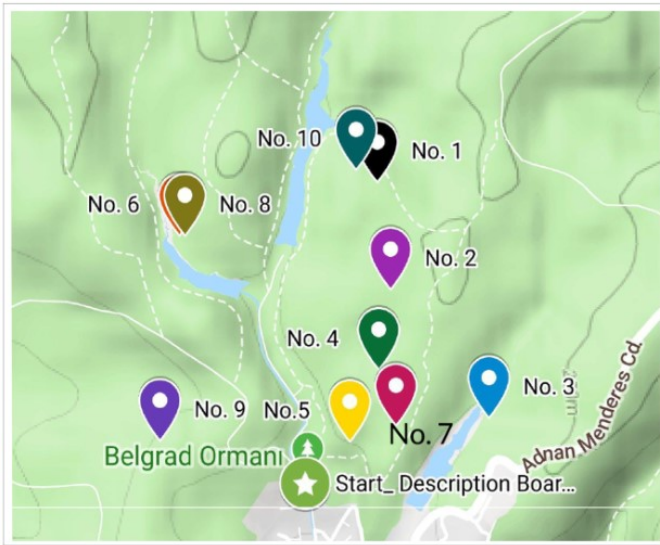 No. 10
No. 1
No. 6
No. 8
No. 2
No. 4
No. 3
No. 9
No.5
No. 7
Belgrad Ormanı
Adnan Menderes Cd.
Start_ Description Boar...